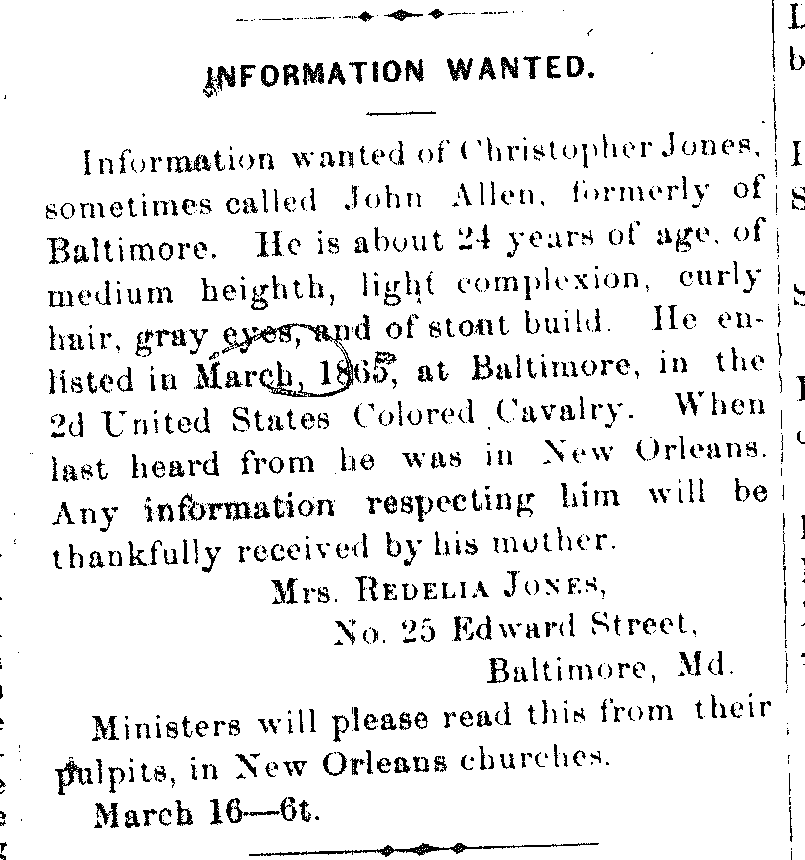 INFORMATION WANTED.
Information wanted of Christopher Jones,
sometimes called John Allen, formerly of
Baltimore. He is about 24 years of age, of
medium heighth, light complexion, curly
hair, gray eyes, and of stout build. He en-
listed in March, 1865, at Baltimore, in the
2d United States Colored Cavalry. When
last heard from he was in New Orleans.
Any information respecting him will be
thankfully received by his mother.
Mrs. REDELIA JONES,
No. 25 Edward Street,
Baltimore, Md.
Ministers will please read this from their
pulpits, in New Orleans churches.
March 16—6t.